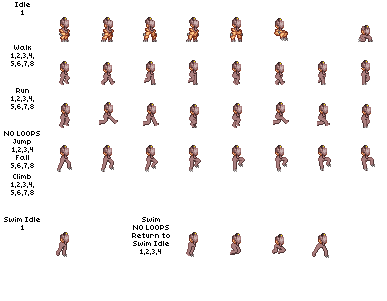 Idle
1
Walk
1,2,3,4,
5,6,7,8
Run
1,2,3,4,
5,6,7,8
NO LOOPS
Jump
1,2,3,4
Fall
5,6,7,8
Climb
1,2,3,4,
5,6,7,8
Swim Idle
1
Swim
NO LOOPS
Return to
Swim Idle
1,2,3,4